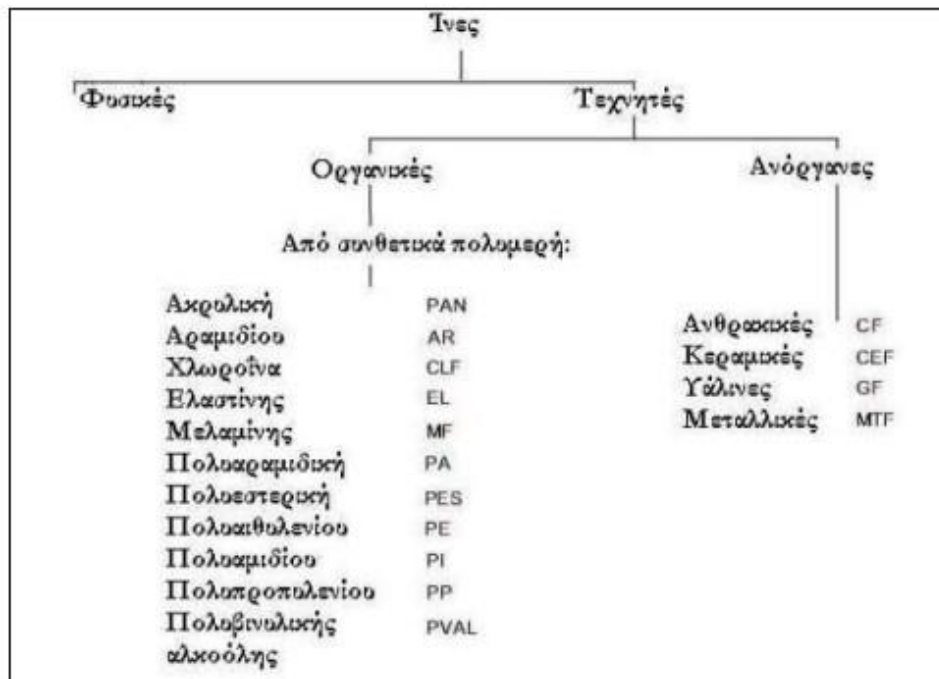 Ίνες
Φυσικές Τεχνητές
Οργανικές Ανόργανες
Από συνθετικά πολυμερή:
Ακρυλική PAN
Αραμιδίου AR
Χλωροΐνα CLF
Ελαστίνης EL
Μελαμίνης MF
Πολυαραμιδική PA
Πολυεστερική PES
Πολυαιθυλενίου PE
Πολυαμιδίου PI
Πολυπροπυλενίου PP
Πολυβινυλικής PVAL
αλκοόλης
Ανθρακικές CF
Κεραμικές CEF
Υάλινες GF
Μεταλλικές MTF